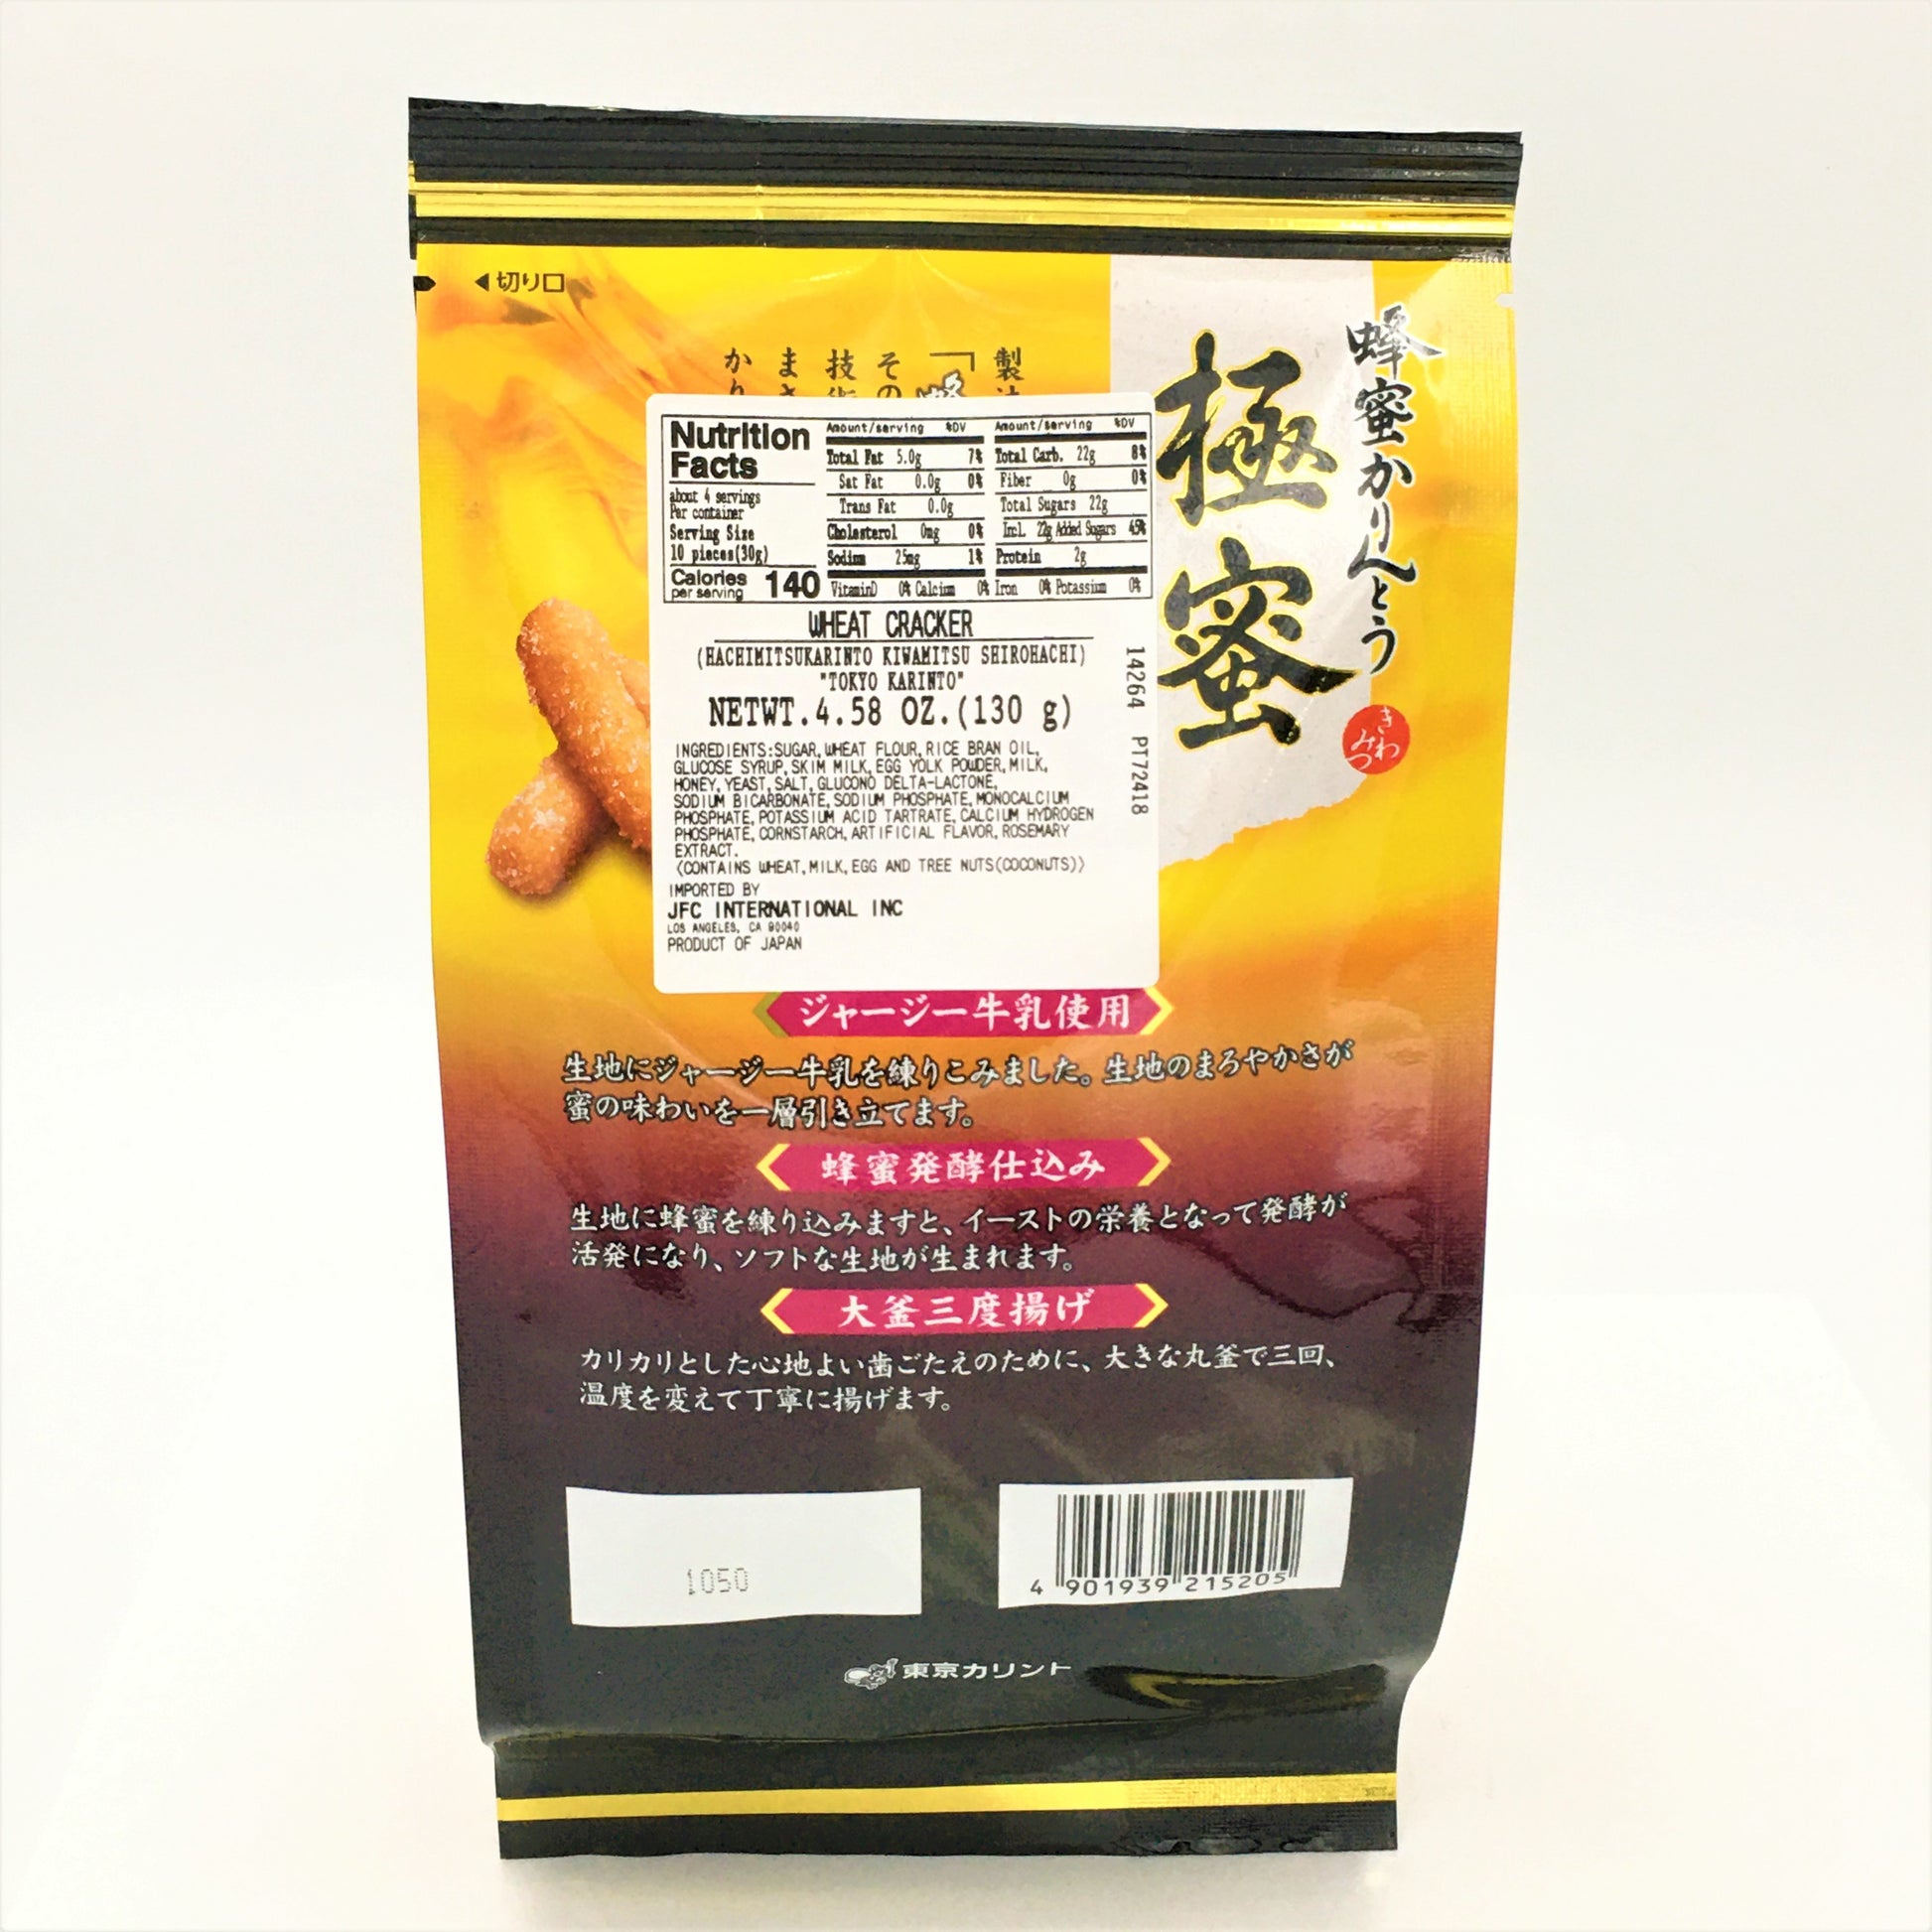 ◀切り口
蜂蜜かりんとう
極蜜
きわみつ
製法
「蜂
その
技術
まさ
かり
Nutrition Facts
about 4 servings
Per container
Serving Size
10 pieces(30g)
Calories per serving 140
Amount/serving %DV
Total Fat 5.0g 7%
Sat Fat 0.0g 0%
Trans Fat 0.0g
Cholesterol 0mg 0%
Sodium 25mg 1%
Amount/serving %DV
Total Carb. 22g 8%
Fiber 0g 0%
Total Sugars 22g
Incl. 22g Added Sugars 45%
Protein 2g
VitaminD 0% Calcium 0% Iron 0% Potassium 0%
WHEAT CRACKER
(HACHIMITSUKARINTO KIWAMITSU SHIROHACHI)
"TOKYO KARINTO"
NETWT.4.58 OZ.(130 g)
14264 PT72418
INGREDIENTS:SUGAR, WHEAT FLOUR, RICE BRAN OIL,
GLUCOSE SYRUP, SKIM MILK, EGG YOLK POWDER, MILK,
HONEY, YEAST, SALT, GLUCONO DELTA-LACTONE,
SODIUM BICARBONATE, SODIUM PHOSPHATE, MONOCALCIUM
PHOSPHATE, POTASSIUM ACID TARTRATE, CALCIUM HYDROGEN
PHOSPHATE, CORNSTARCH, ARTIFICIAL FLAVOR, ROSEMARY
EXTRACT.
<CONTAINS WHEAT, MILK, EGG AND TREE NUTS(COCONUTS)>
IMPORTED BY
JFC INTERNATIONAL INC
LOS ANGELES, CA 90040
PRODUCT OF JAPAN
ジャージー牛乳使用
生地にジャージー牛乳を練りこみました。生地のまろやかさが
蜜の味わいを一層引き立てます。
蜂蜜発酵仕込み
生地に蜂蜜を練り込みますと、イーストの栄養となって発酵が
活発になり、ソフトな生地が生まれます。
大釜三度揚げ
カリカリとした心地よい歯ごたえのために、大きな丸釜で三回、
温度を変えて丁寧に揚げます。
1050
4 901939 215205
東京カリント